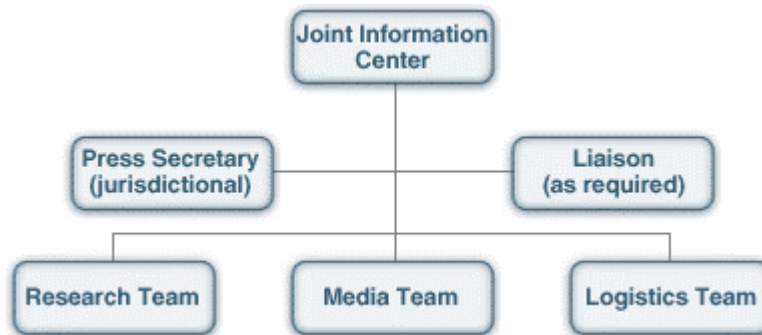 Joint Information
Center
Press Secretary
(jurisdictional)
Liaison
(as required)
Research Team
Media Team
Logistics Team